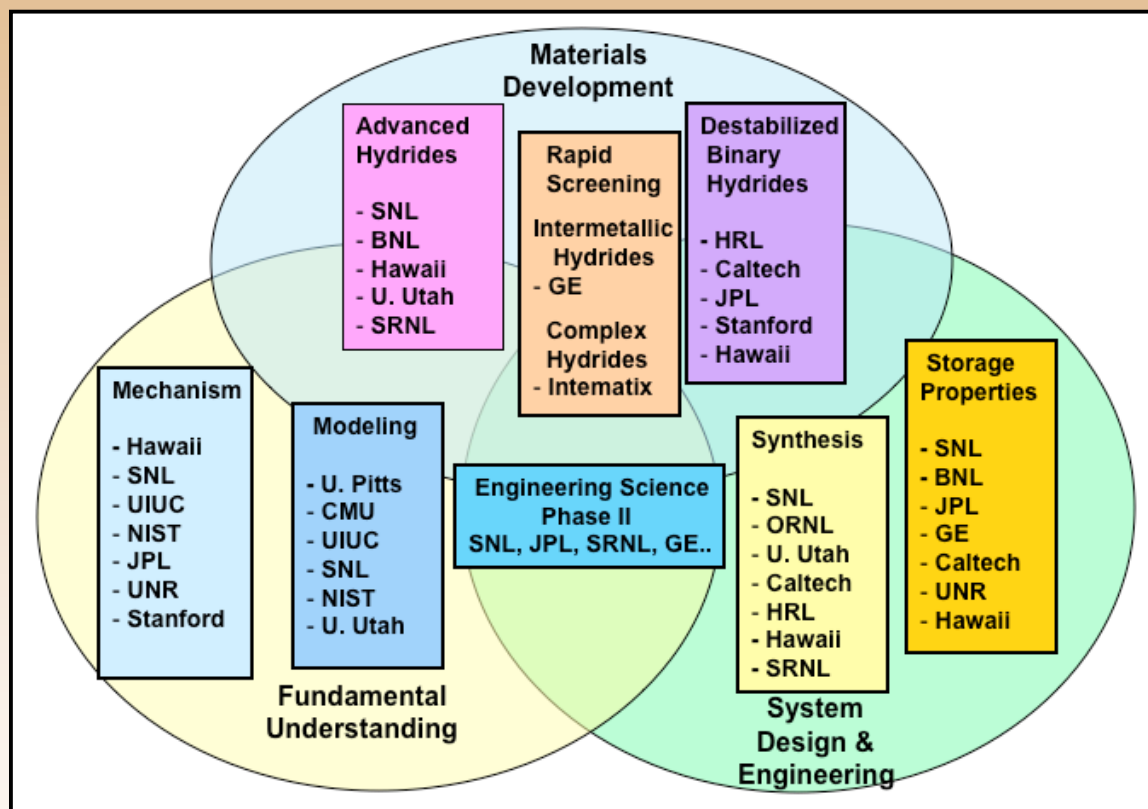 Materials
Development
Advanced
Hydrides
- SNL
- BNL
- Hawaii
- U. Utah
- SRNL
Rapid
Screening
Intermetallic
Hydrides
- GE
Complex
Hydrides
- Intematix
Destabilized
Binary
Hydrides
- HRL
- Caltech
- JPL
- Stanford
- Hawaii
Mechanism
- Hawaii
- SNL
- UIUC
- NIST
- JPL
- UNR
- Stanford
Modeling
- U. Pitts
- CMU
- UIUC
- SNL
- NIST
- U. Utah
Engineering Science
Phase II
SNL, JPL, SRNL, GE..
Synthesis
- SNL
- ORNL
- U. Utah
- Caltech
- HRL
- Hawaii
- SRNL
Storage
Properties
- SNL
- BNL
- JPL
- GE
- Caltech
- UNR
- Hawaii
Fundamental
Understanding
System
Design &
Engineering